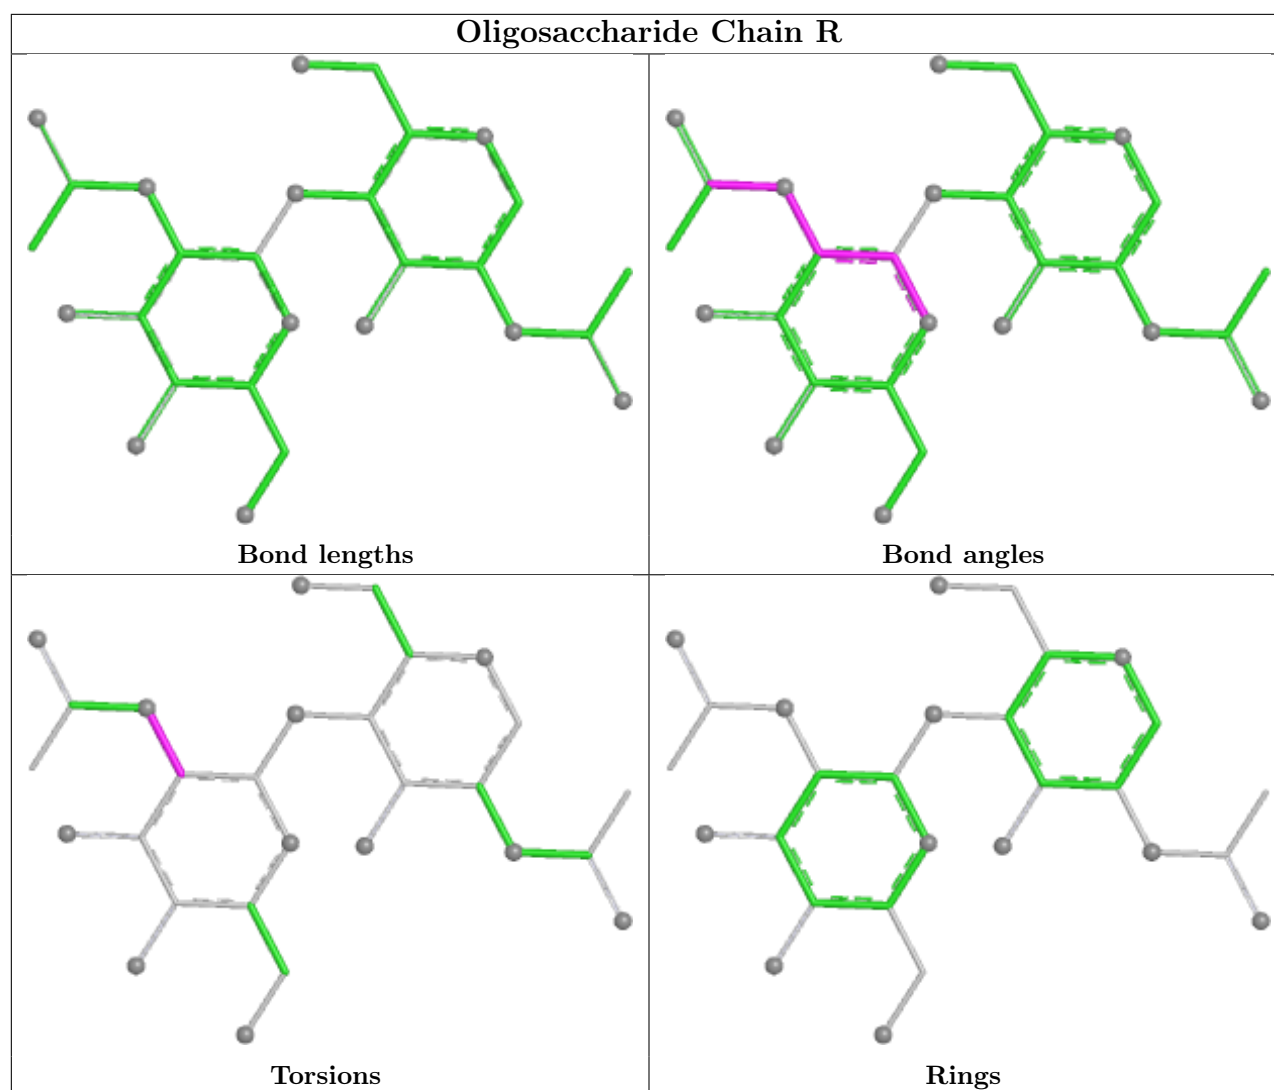 Oligosaccharide Chain R
Bond lengths
Bond angles
Torsions
Rings